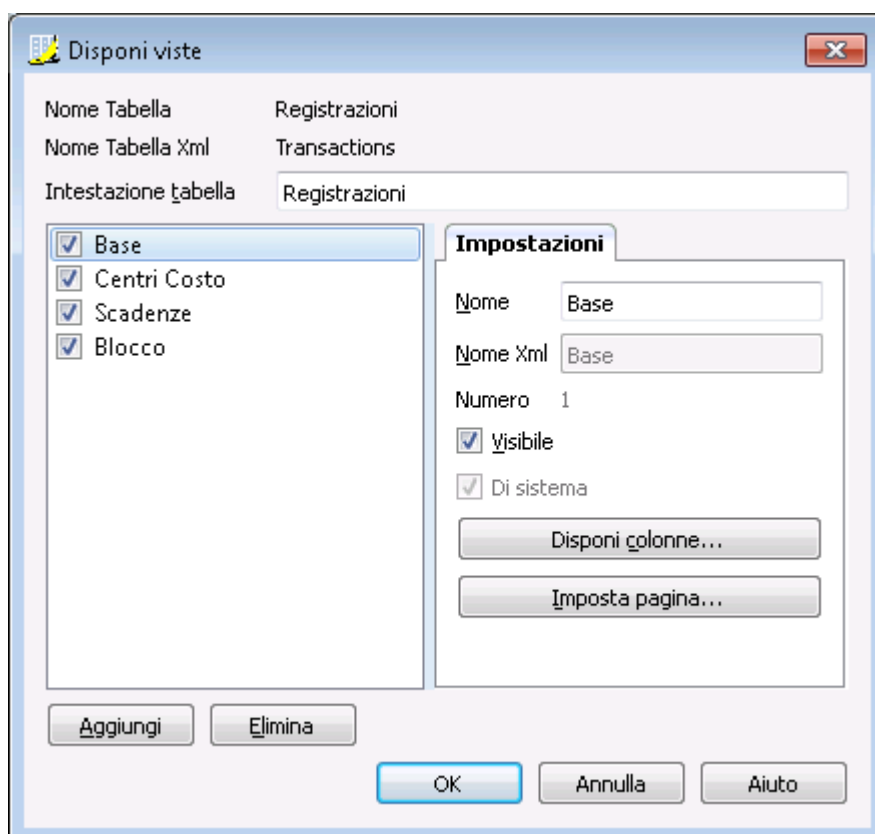 Disponi viste
Nome Tabella Registrazioni
Nome Tabella Xml Transactions
Intestazione tabella Registrazioni
Base
Centri Costo
Scadenze
Blocco
Impostazioni
Nome Base
Nome Xml Base
Numero 1
Visibile
Di sistema
Disponi colonne...
Imposta pagina...
Aggiungi Elimina
OK Annulla Aiuto